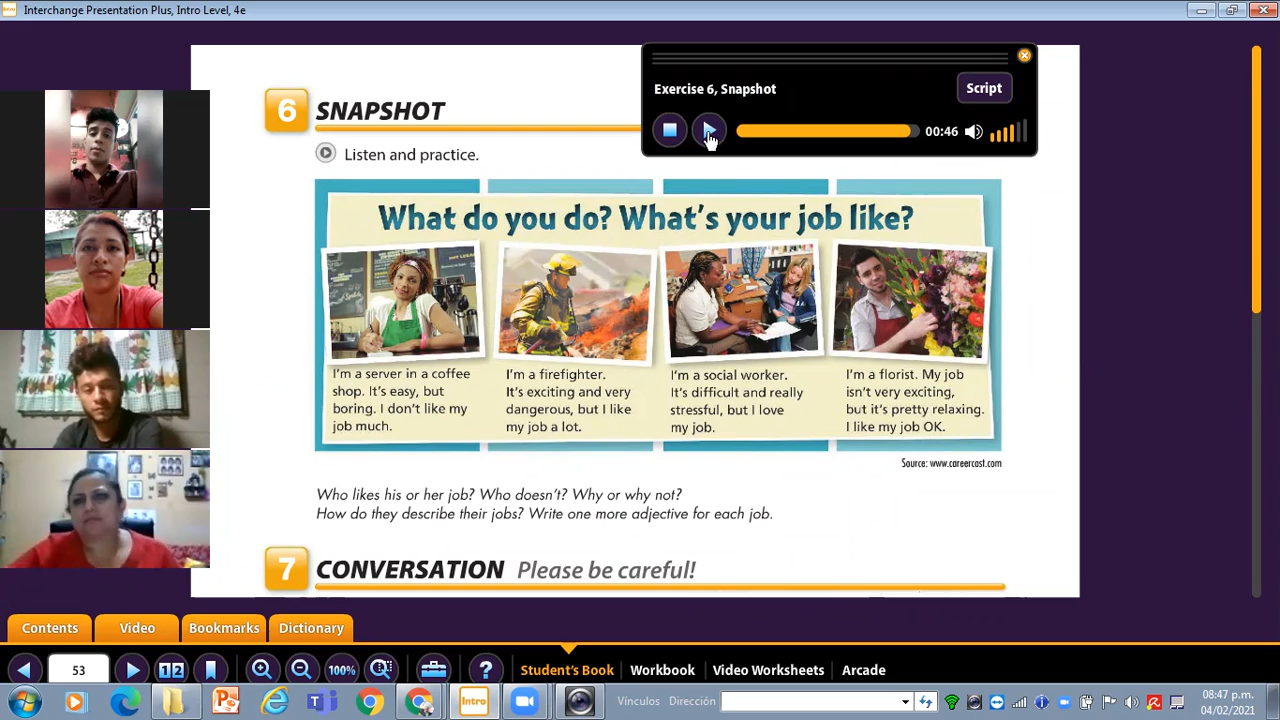 Interchange Presentation Plus, Intro Level, 4e
Exercise 6, Snapshot
Script
00:46
6 SNAPSHOT
Listen and practice.
What do you do? What's your job like?
I'm a server in a coffee
shop. It's easy, but
boring. I don't like my
job much.
I'm a firefighter.
It's exciting and very
dangerous, but I like
my job a lot.
I'm a social worker.
It's difficult and really
stressful, but I love
my job.
I'm a florist. My job
isn't very exciting,
but it's pretty relaxing.
I like my job OK.
Source: www.careercast.com
Who likes his or her job? Who doesn't? Why or why not?
How do they describe their jobs? Write one more adjective for each job.
7 CONVERSATION Please be careful!
Contents Video Bookmarks Dictionary
53 12 100% ? Student's Book Workbook Video Worksheets Arcade
Intro Vínculos Dirección 08:47 p.m.
04/02/2021